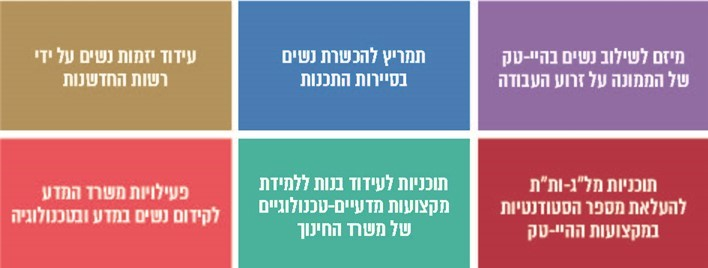 מיזם לשילוב נשים בהיי-טק
של הממונה על זרוע העבודה
תמריץ להכשרת נשים
בסיירות התכנות
עידוד יזמות נשים על ידי
רשות החדשנות
תוכניות מל"ג-ות"ת
להעלאת מספר הסטודנטיות
במקצועות ההיי-טק
תוכניות לעידוד בנות ללמידת
מקצועות מדעיים-טכנולוגיים
של משרד החינוך
פעילויות משרד המדע
לקידום נשים במדע ובטכנולוגיה